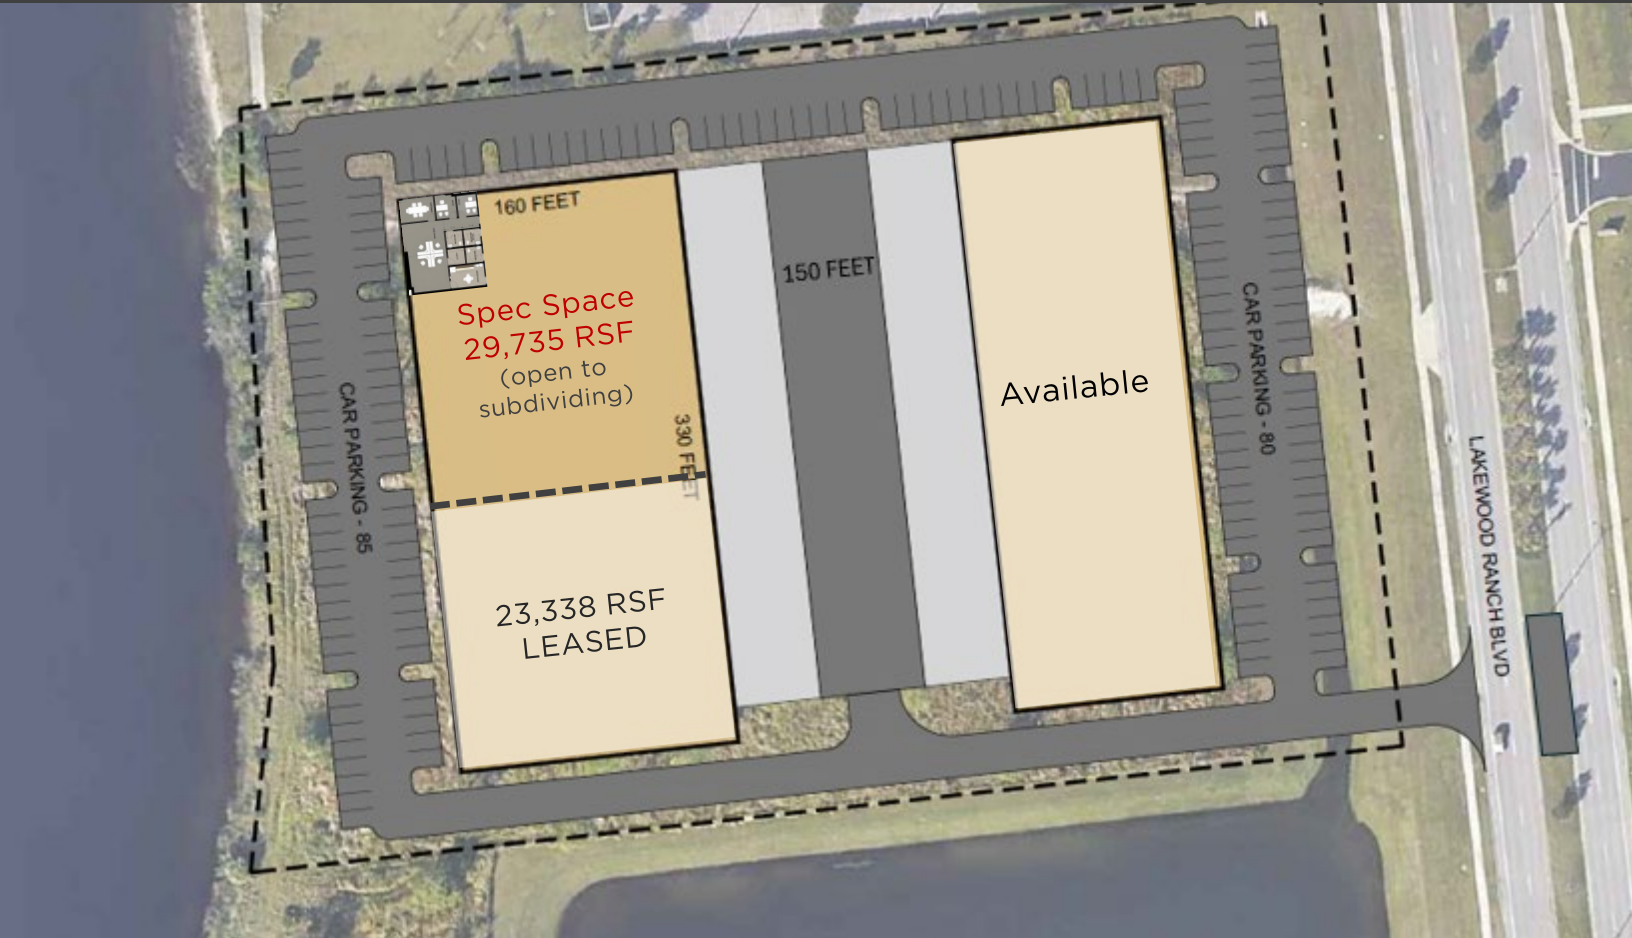 160 FEET
Spec Space
29,735 RSF
(open to
subdividing)
330 FEET
23,338 RSF
LEASED
150 FEET
Available
CAR PARKING - 85
CAR PARKING - 80
LAKEWOOD RANCH BLVD